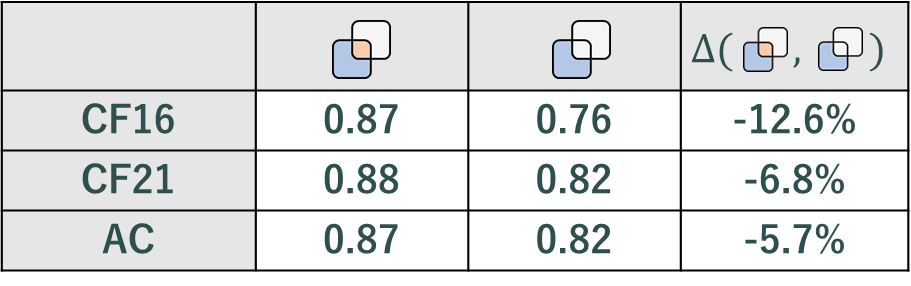 Δ( , )
CF16 0.87 0.76 -12.6%
CF21 0.88 0.82 -6.8%
AC 0.87 0.82 -5.7%